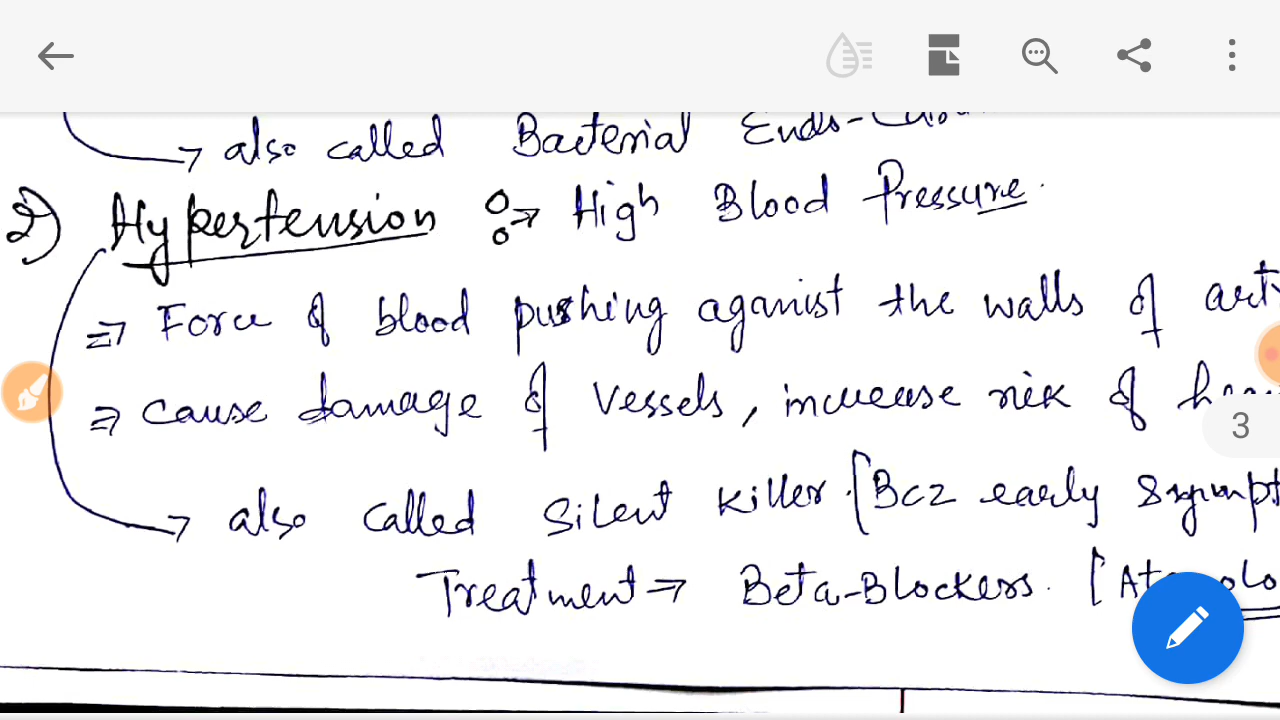 also called Bacterial
2) Hypertension :→ High Blood Pressure.
⇒ Force of blood pushing aganist the walls of
⇒ cause damage of vessels, increase risk of
3
→ also called Silent Killer. [Bcz early
Treatment → Beta-Blockers. [